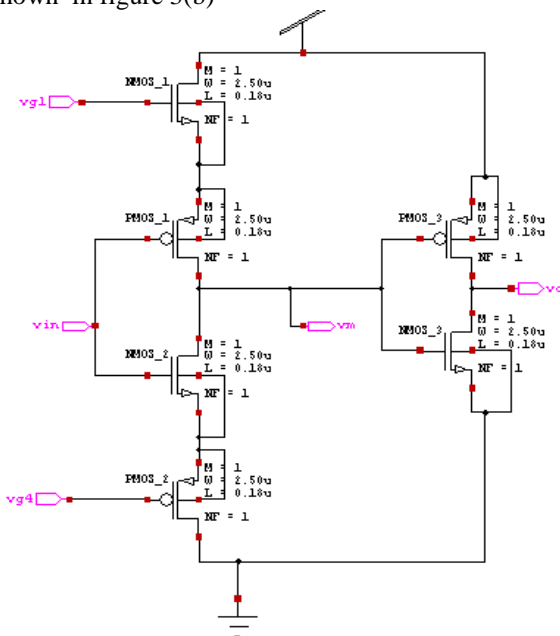 hown in figure 3(b)
NMOS_1
M = 1
W = 2.50u
L = 0.18u
NF = 1
vg1
PMOS_1
M = 1
W = 2.50u
L = 0.18u
NF = 1
PMOS_3
M = 1
W = 2.50u
L = 0.18u
NF = 1
vin
vm
NMOS_2
M = 1
W = 2.50u
L = 0.18u
NF = 1
NMOS_3
M = 1
W = 2.50u
L = 0.18u
NF = 1
PMOS_2
M = 1
W = 2.50u
L = 0.18u
NF = 1
vg4